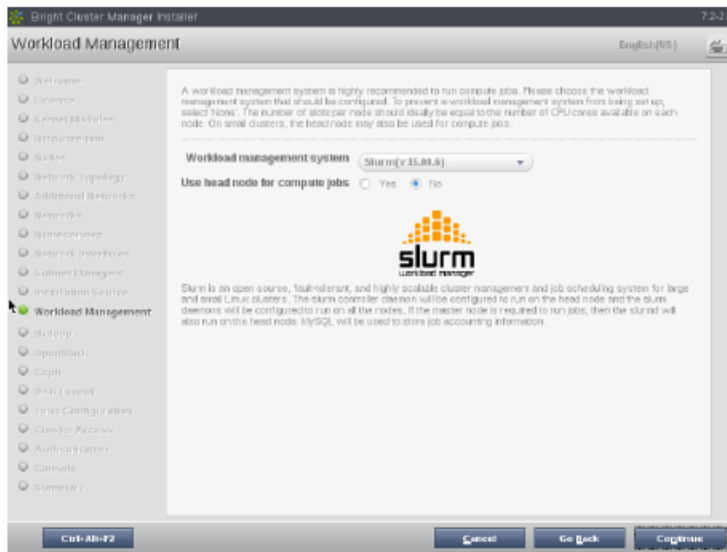 Bright Cluster Manager Installer
7.2-2
Workload Management
English(US)
Welcome
License
Kernel Modules
Hardware Info
Nodes
Network Topology
Additional Networks
Networks
Nameservers
Network Interfaces
Subnet Managers
Installation Source
Workload Management
Hadoop
OpenStack
Ceph
Disk Layout
Time Configuration
Cluster Access
Authentication
Console
Summary
A workload management system is highly recommended to run compute jobs. Please choose the workload
management system that should be configured. To prevent a workload management system from being set up,
select 'None'. The number of slots per node should ideally be equal to the number of CPU cores available on each
node. On small clusters, the head node may also be used for compute jobs.
Workload management system
Slurm(v 15.08.6)
Use head node for compute jobs
Yes
No
slurm
workload manager
Slurm is an open source, fault-tolerant, and highly scalable cluster management and job scheduling system for large
and small Linux clusters. The slurm controller daemon will be configured to run on the head node and the slurm
daemons will be configured to run on all the nodes. If the master node is required to run jobs, then the slurmd will
also run on the head node. MySQL will be used to store job accounting information.
Ctrl+Alt+F2
Cancel
Go Back
Continue